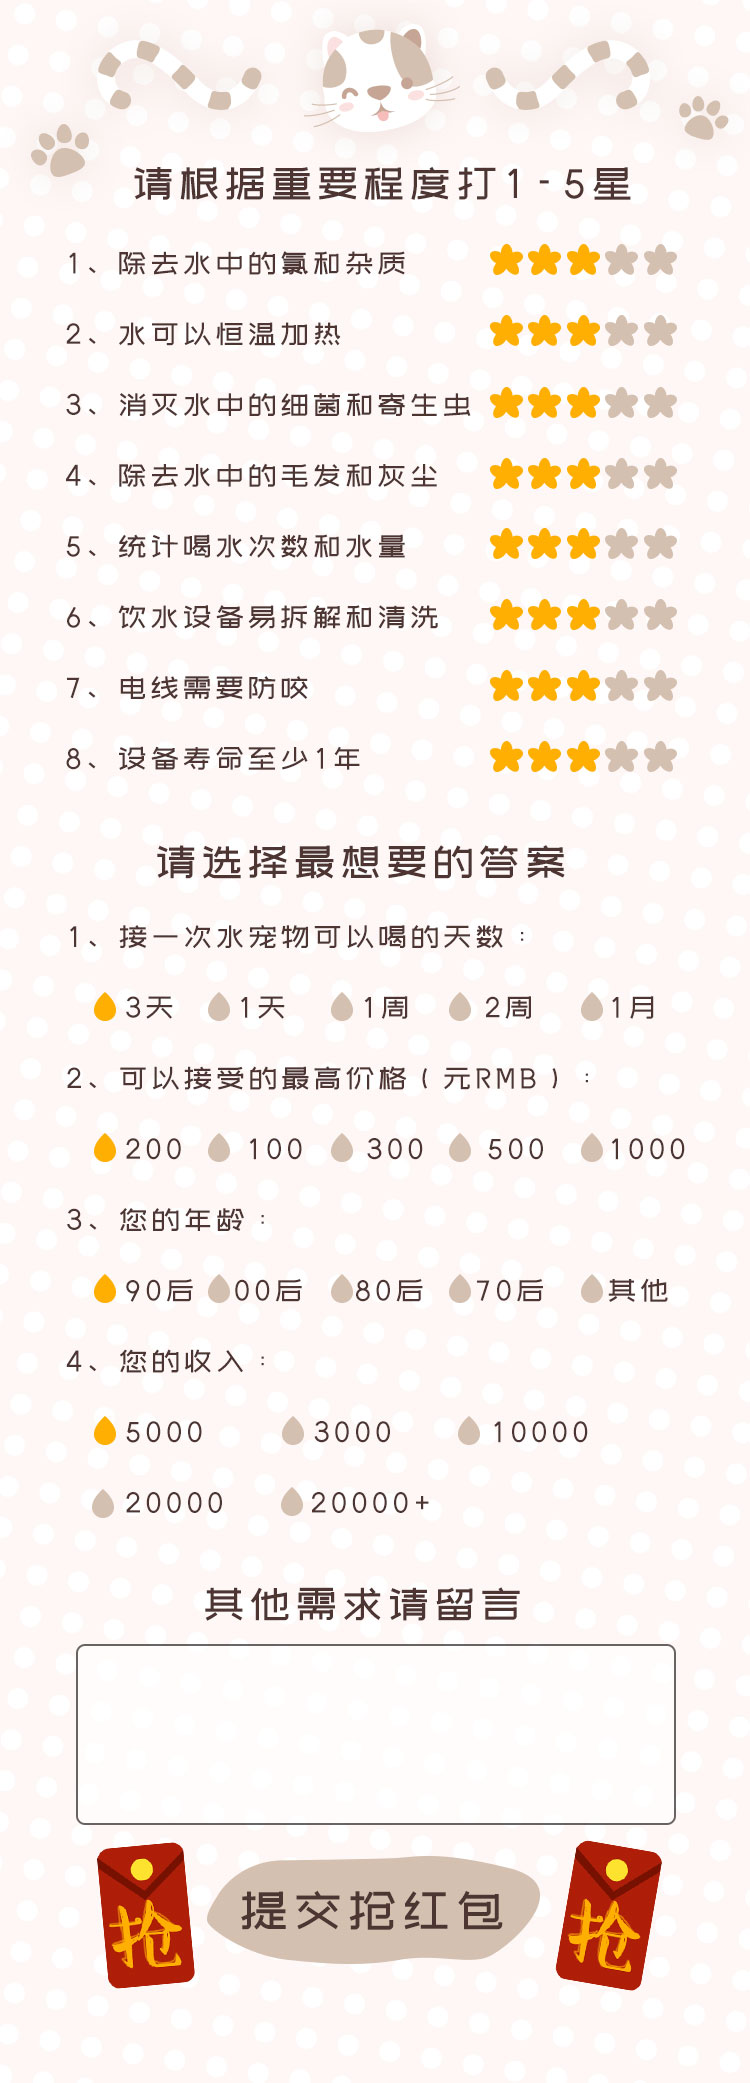 请根据重要程度打1-5星
1、除去水中的氯和杂质
2、水可以恒温加热
3、消灭水中的细菌和寄生虫
4、除去水中的毛发和灰尘
5、统计喝水次数和水量
6、饮水设备易拆解和清洗
7、电线需要防咬
8、设备寿命至少1年
请选择最想要的答案
1、接一次水宠物可以喝的天数：
3天 1天 1周 2周 1月
2、可以接受的最高价格（元RMB）：
200 100 300 500 1000
3、您的年龄：
90后 00后 80后 70后 其他
4、您的收入：
5000 3000 10000
20000 20000+
其他需求请留言
抢 提交抢红包 抢